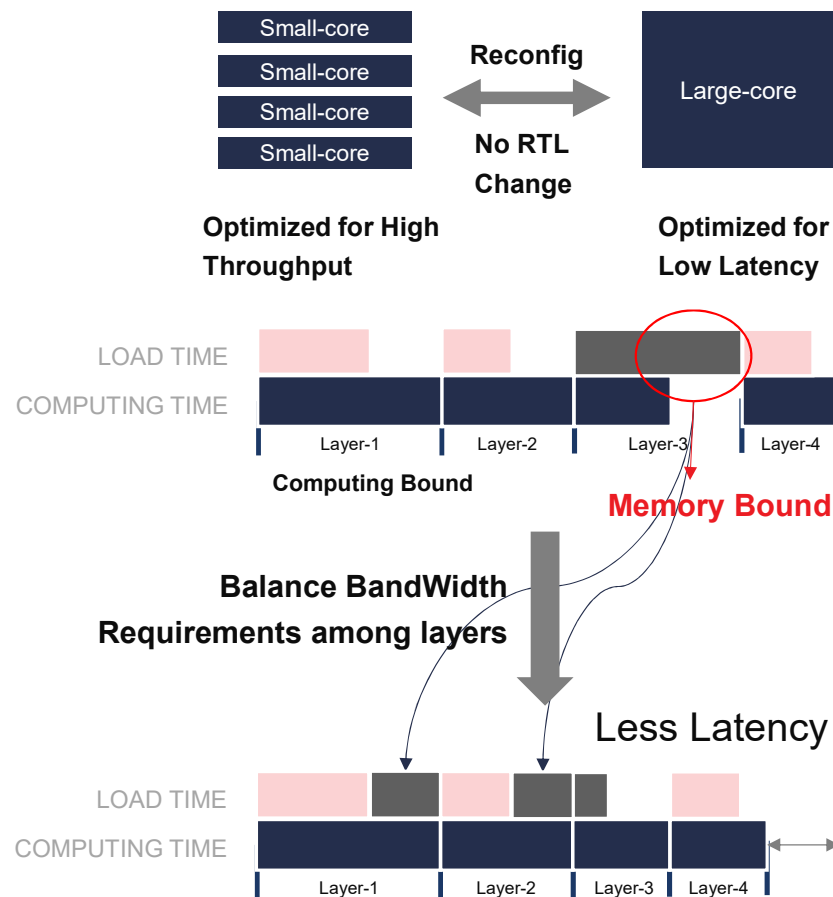 Small-core
Small-core
Small-core
Small-core
Reconfig
No RTL
Change
Large-core
Optimized for High
Throughput
Optimized for
Low Latency
LOAD TIME
COMPUTING TIME
Layer-1
Layer-2
Layer-3
Layer-4
Computing Bound
Memory Bound
Balance BandWidth
Requirements among layers
Less Latency
LOAD TIME
COMPUTING TIME
Layer-1
Layer-2
Layer-3
Layer-4